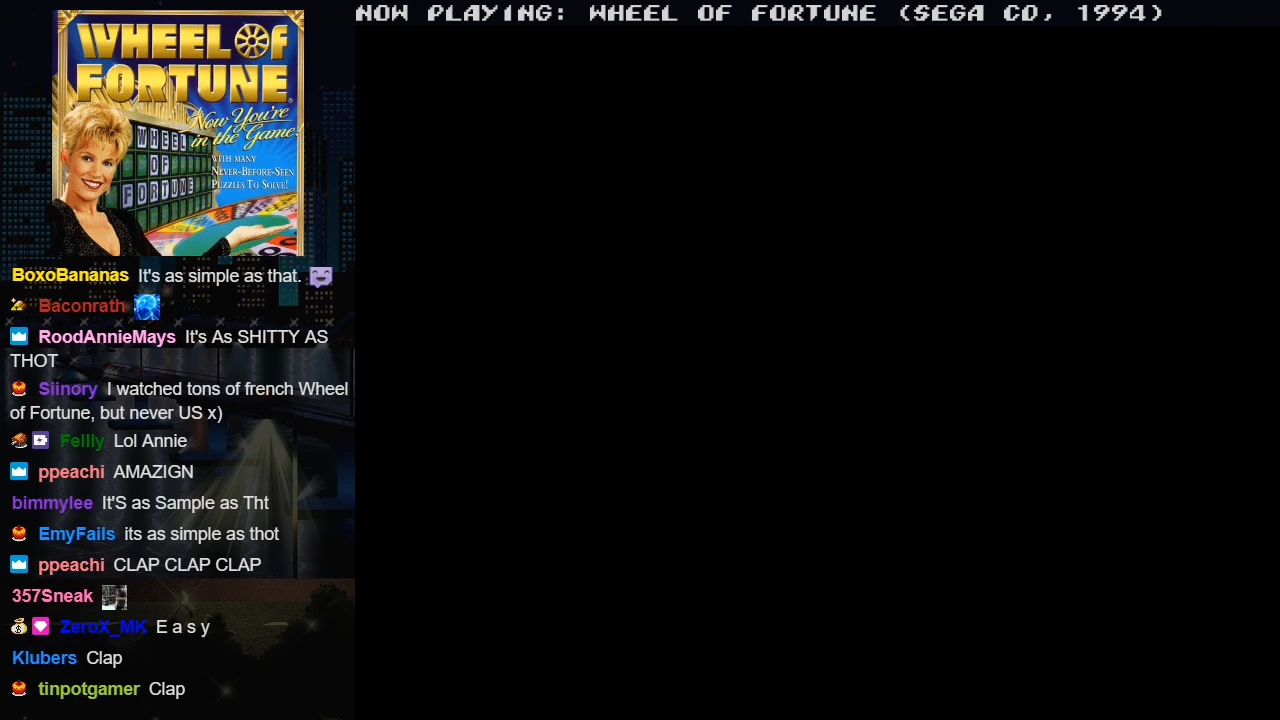 NOW PLAYING: WHEEL OF FORTUNE (SEGA CD, 1994)
WHEEL OF
FORTUNE
Now You're
in the Game!
WITH MANY
NEVER-BEFORE-SEEN
PUZZLES TO SOLVE!
WHEEL
OF
FORTUNE
BoxoBananas It's as simple as that.
Baconrath
RoodAnnieMays It's As SHITTY AS
THOT
Siinory I watched tons of french Wheel
of Fortune, but never US x)
Fellly Lol Annie
ppeachi AMAZIGN
bimmylee It'S as Sample as Tht
EmyFails its as simple as thot
ppeachi CLAP CLAP CLAP
357Sneak
ZeroX_MK E a s y
Klubers Clap
tinpotgamer Clap